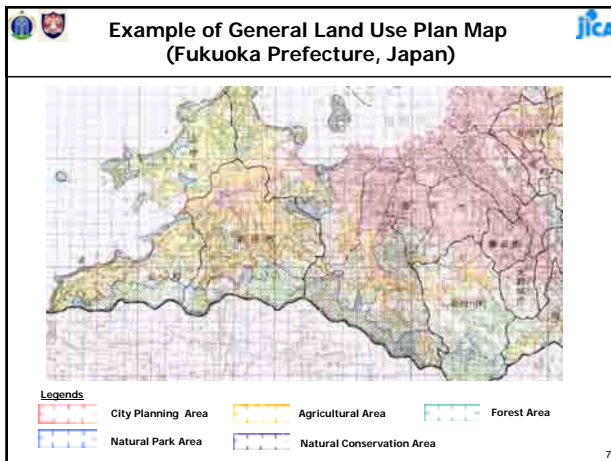 Example of General Land Use Plan Map
(Fukuoka Prefecture, Japan)
jICA
Legends
City Planning Area
Agricultural Area
Forest Area
Natural Park Area
Natural Conservation Area
7